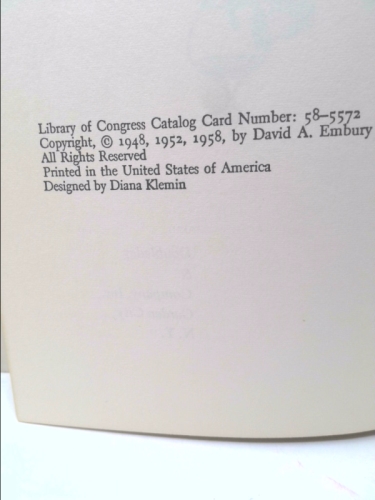 Library of Congress Catalog Card Number: 58–5572
Copyright, © 1948, 1952, 1958, by David A. Embury
All Rights Reserved
Printed in the United States of America
Designed by Diana Klemin